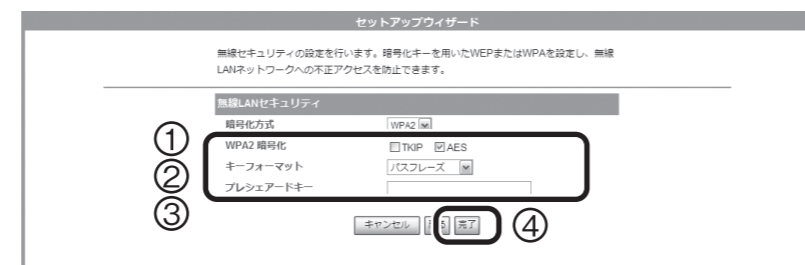 セットアップウィザード
無線セキュリティの設定を行います。暗号化キーを用いたWEPまたはWPAを設定し、無線
LANネットワークへの不正アクセスを防止できます。
無線LANセキュリティ
暗号化方式 WPA2
① WPA2 暗号化 TKIP AES
② キーフォーマット パスフレーズ
③ プレシェアードキー
キャンセル 完了 ④